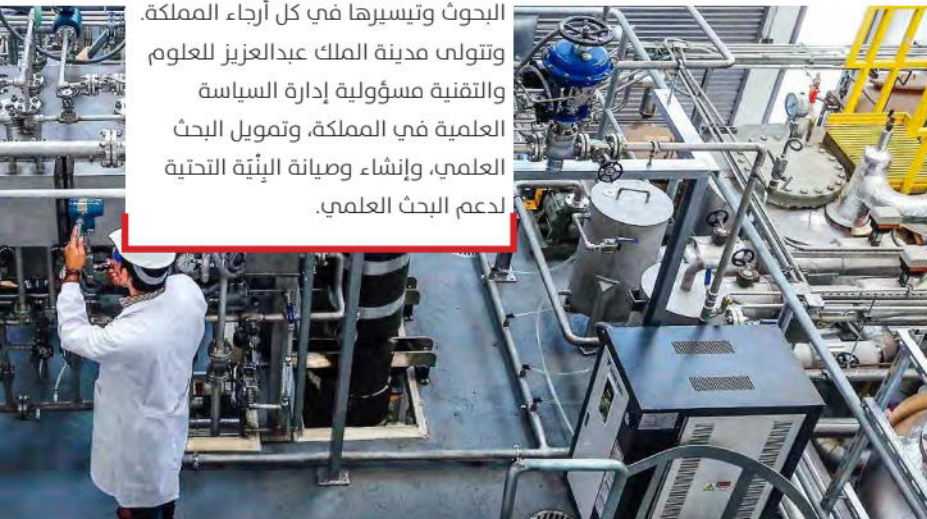 البحوث وتيسيرها في كل أرجاء المملكة.
وتتولى مدينة الملك عبدالعزيز للعلوم
والتقنية مسؤولية إدارة السياسة
العلمية في المملكة، وتمويل البحث
العلمي، وإنشاء وصيانة البِنْيَة التحتية
لدعم البحث العلمي.